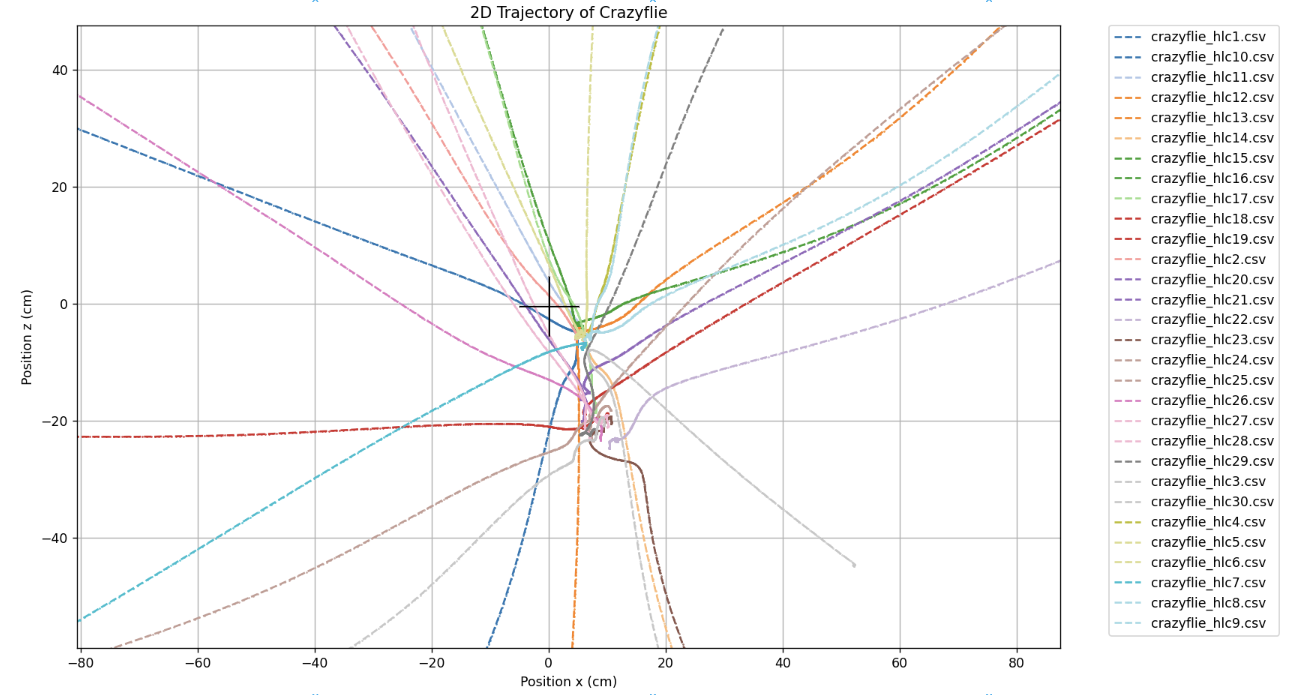 2D Trajectory of Crazyflie
Position z (cm)
40
20
0
−20
−40
−80
−60
−40
−20
0
20
40
60
80
Position x (cm)
crazyflie_hlc1.csv
crazyflie_hlc10.csv
crazyflie_hlc11.csv
crazyflie_hlc12.csv
crazyflie_hlc13.csv
crazyflie_hlc14.csv
crazyflie_hlc15.csv
crazyflie_hlc16.csv
crazyflie_hlc17.csv
crazyflie_hlc18.csv
crazyflie_hlc19.csv
crazyflie_hlc2.csv
crazyflie_hlc20.csv
crazyflie_hlc21.csv
crazyflie_hlc22.csv
crazyflie_hlc23.csv
crazyflie_hlc24.csv
crazyflie_hlc25.csv
crazyflie_hlc26.csv
crazyflie_hlc27.csv
crazyflie_hlc28.csv
crazyflie_hlc29.csv
crazyflie_hlc3.csv
crazyflie_hlc30.csv
crazyflie_hlc4.csv
crazyflie_hlc5.csv
crazyflie_hlc6.csv
crazyflie_hlc7.csv
crazyflie_hlc8.csv
crazyflie_hlc9.csv